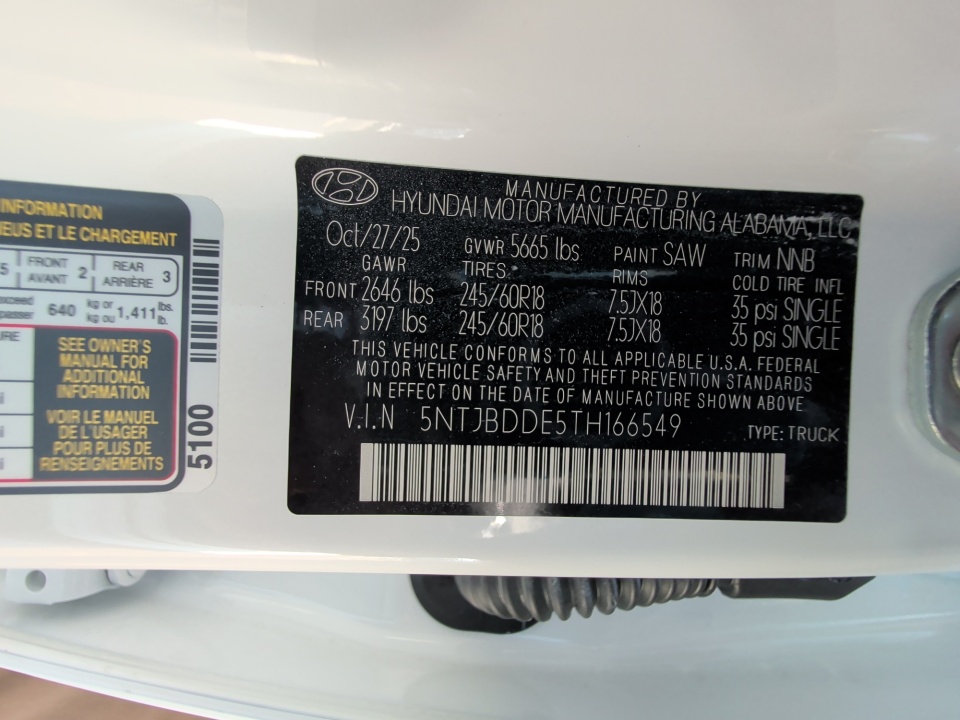 INFORMATION
NEUS ET LE CHARGEMENT
5 FRONT AVANT 2 REAR ARRIÈRE 3
exceed
passer 640 kg or kg ou 1,411 lbs. lb.
URE
SEE OWNER'S
MANUAL FOR
ADDITIONAL
INFORMATION
VOIR LE MANUEL
DE L'USAGER
POUR PLUS DE
RENSEIGNEMENTS
5100
MANUFACTURED BY
HYUNDAI MOTOR MANUFACTURING ALABAMA, LLC
Oct/27/25 GVWR 5665 lbs PAINT SAW TRIM NNB
GAWR TIRES RIMS COLD TIRE INFL
FRONT 2646 lbs 245/60R18 7.5JX18 35 psi SINGLE
REAR 3197 lbs 245/60R18 7.5JX18 35 psi SINGLE
THIS VEHICLE CONFORMS TO ALL APPLICABLE U.S.A. FEDERAL
MOTOR VEHICLE SAFETY AND THEFT PREVENTION STANDARDS
IN EFFECT ON THE DATE OF MANUFACTURE SHOWN ABOVE
V.I.N 5NTJBDDE5TH166549 TYPE: TRUCK